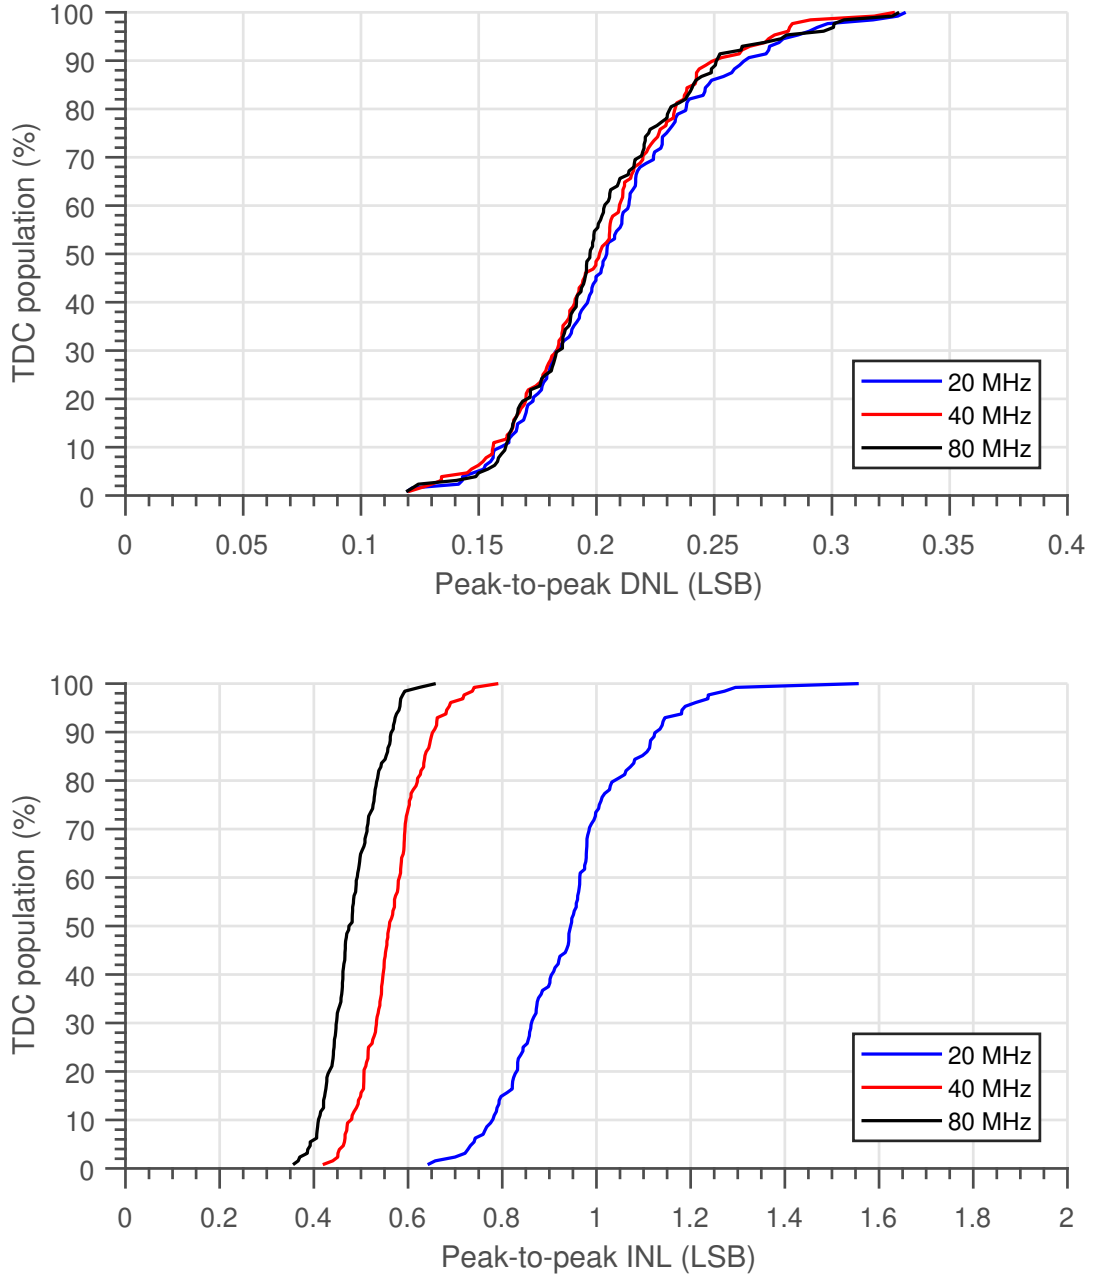 100
90
80
70
60
50
40
30
20
10
0
TDC population (%)
20 MHz
40 MHz
80 MHz
0 0.05 0.1 0.15 0.2 0.25 0.3 0.35 0.4
Peak-to-peak DNL (LSB)
100
90
80
70
60
50
40
30
20
10
0
TDC population (%)
20 MHz
40 MHz
80 MHz
0 0.2 0.4 0.6 0.8 1 1.2 1.4 1.6 1.8 2
Peak-to-peak INL (LSB)